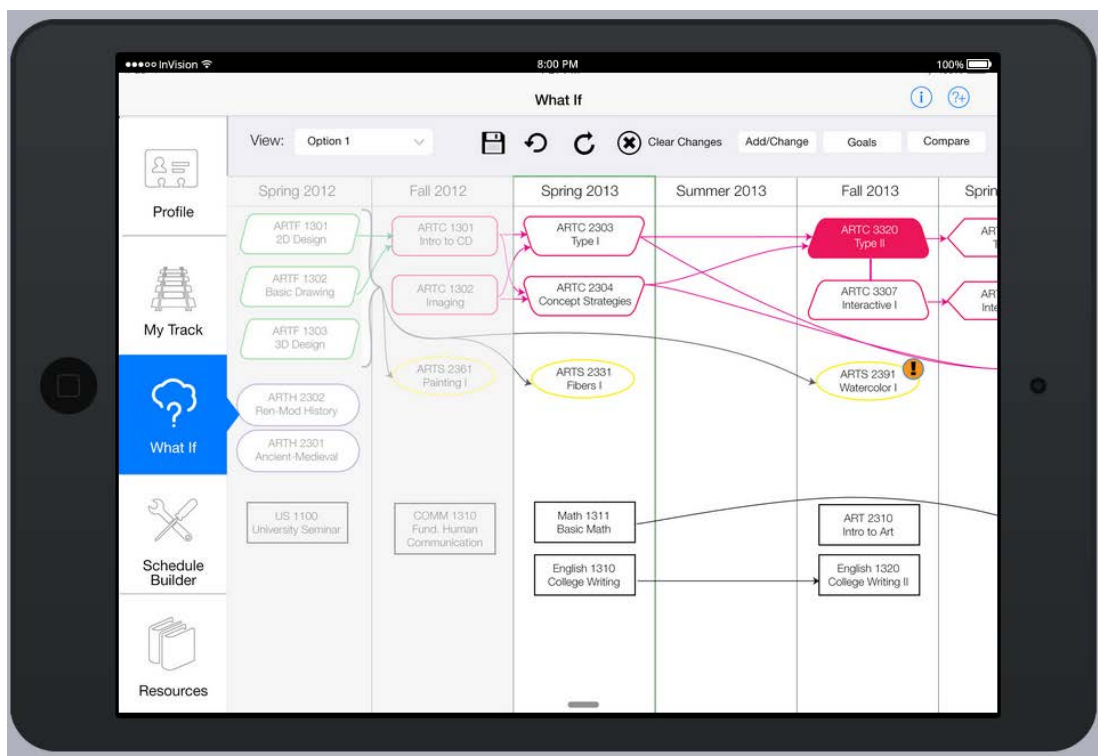 ●●●●○ InVision 8:00 PM 100%
What If
i ?+
View: Option 1 Clear Changes Add/Change Goals Compare
Profile
My Track
What If
Schedule
Builder
Resources
Spring 2012 Fall 2012 Spring 2013 Summer 2013 Fall 2013 Sprin
ARTF 1301
2D Design
ARTF 1302
Basic Drawing
ARTF 1303
3D Design
ARTH 2302
Ren-Mod History
ARTH 2301
Ancient-Medieval
US 1100
University Seminar
ARTC 1301
Intro to CD
ARTC 1302
Imaging
ARTS 2361
Painting I
COMM 1310
Fund. Human
Communication
ARTC 2303
Type I
ARTC 2304
Concept Strategies
ARTS 2331
Fibers I
Math 1311
Basic Math
English 1310
College Writing
ARTC 3320
Type II
ARTC 3307
Interactive I
ARTS 2391
Watercolor I
!
ART 2310
Intro to Art
English 1320
College Writing II
AR
T
AR
Inte